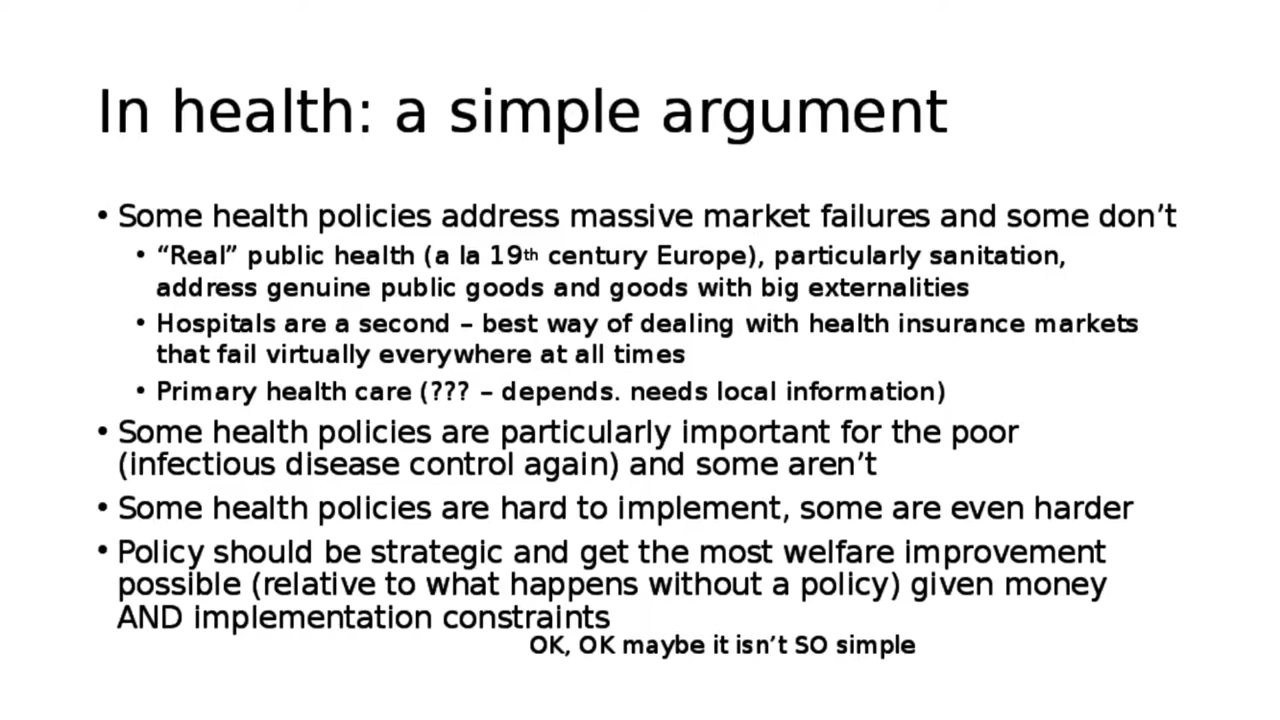 In health: a simple argument
• Some health policies address massive market failures and some don’t
• “Real” public health (a la 19th century Europe), particularly sanitation,
address genuine public goods and goods with big externalities
• Hospitals are a second – best way of dealing with health insurance markets
that fail virtually everywhere at all times
• Primary health care (??? – depends. needs local information)
• Some health policies are particularly important for the poor
(infectious disease control again) and some aren’t
• Some health policies are hard to implement, some are even harder
• Policy should be strategic and get the most welfare improvement
possible (relative to what happens without a policy) given money
AND implementation constraints
OK, OK maybe it isn’t SO simple